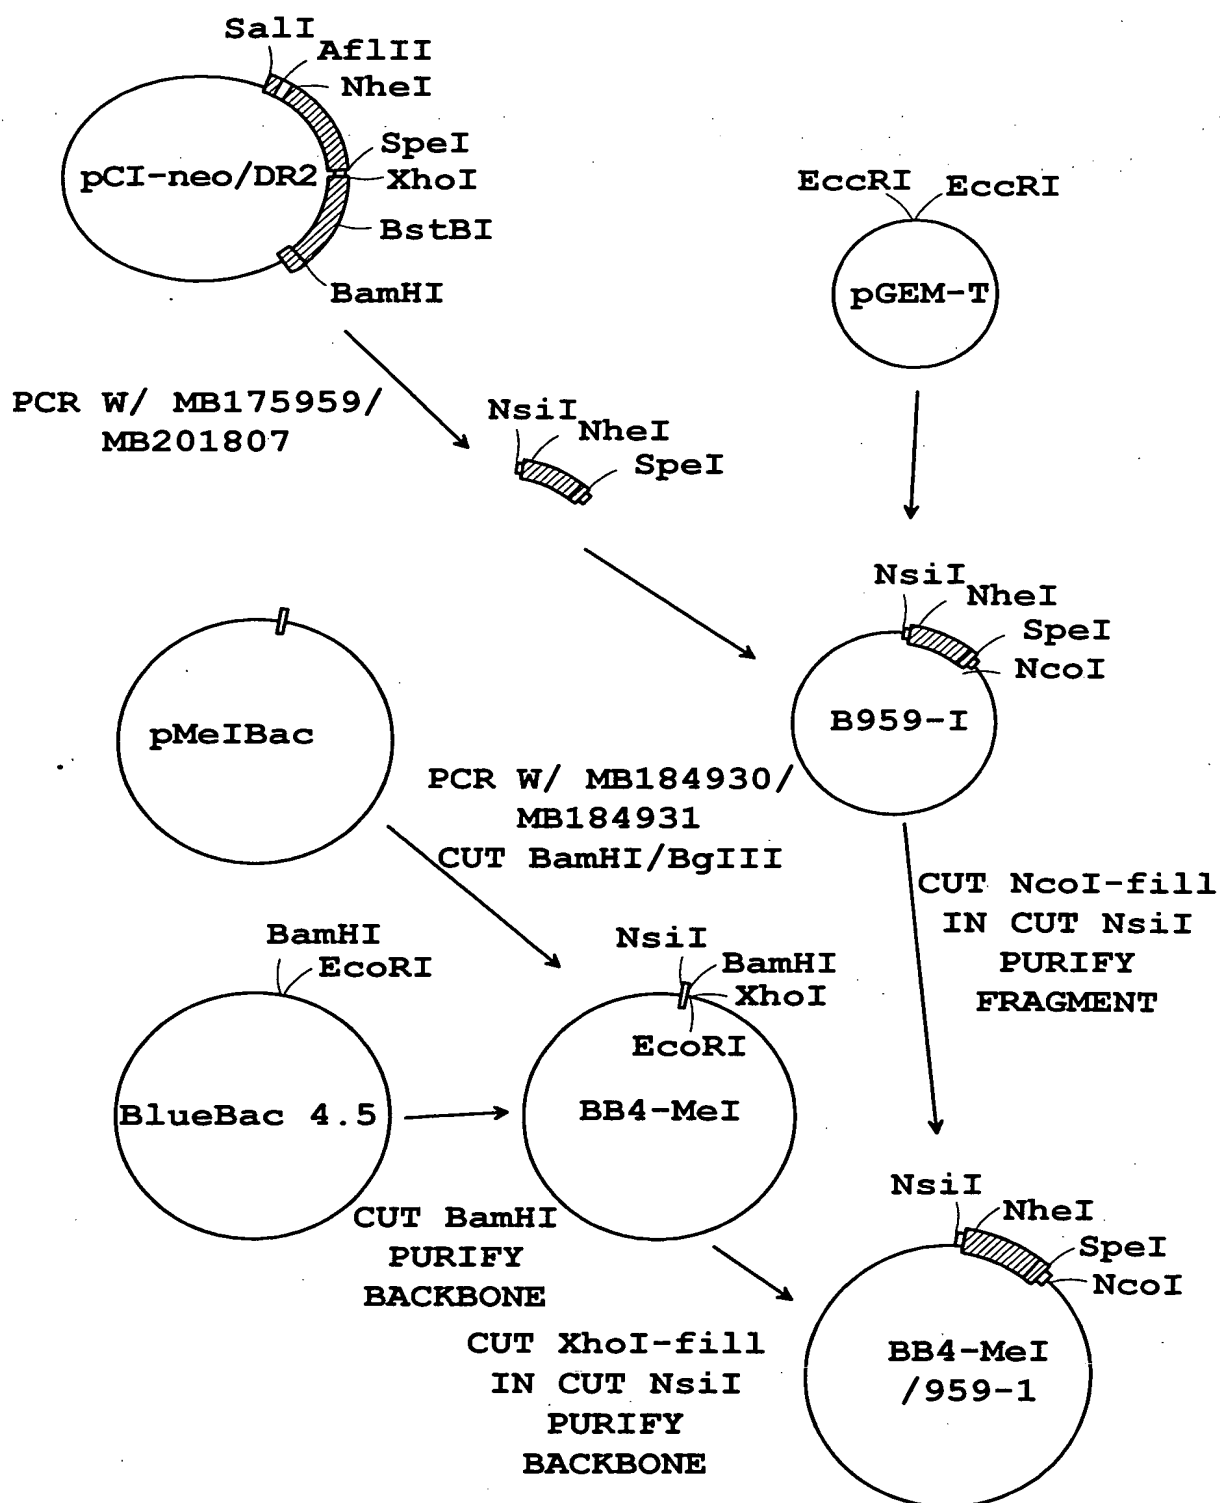 SalI
AflII
NheI
SpeI
pCI-neo/DR2
XhoI
BstBI
BamHI
EccRI EccRI
pGEM-T
PCR W/ MB175959/
MB201807
NsiI
NheI
SpeI
NsiI
NheI
SpeI
NcoI
B959-I
pMeIBac
PCR W/ MB184930/
MB184931
CUT BamHI/BgIII
CUT NcoI-fill
IN CUT NsiI
PURIFY
FRAGMENT
BamHI
EcoRI
NsiI
BamHI
XhoI
EcoRI
BlueBac 4.5
BB4-MeI
CUT BamHI
PURIFY
BACKBONE
NsiI
NheI
SpeI
NcoI
CUT XhoI-fill
IN CUT NsiI
PURIFY
BACKBONE
BB4-MeI
/959-1